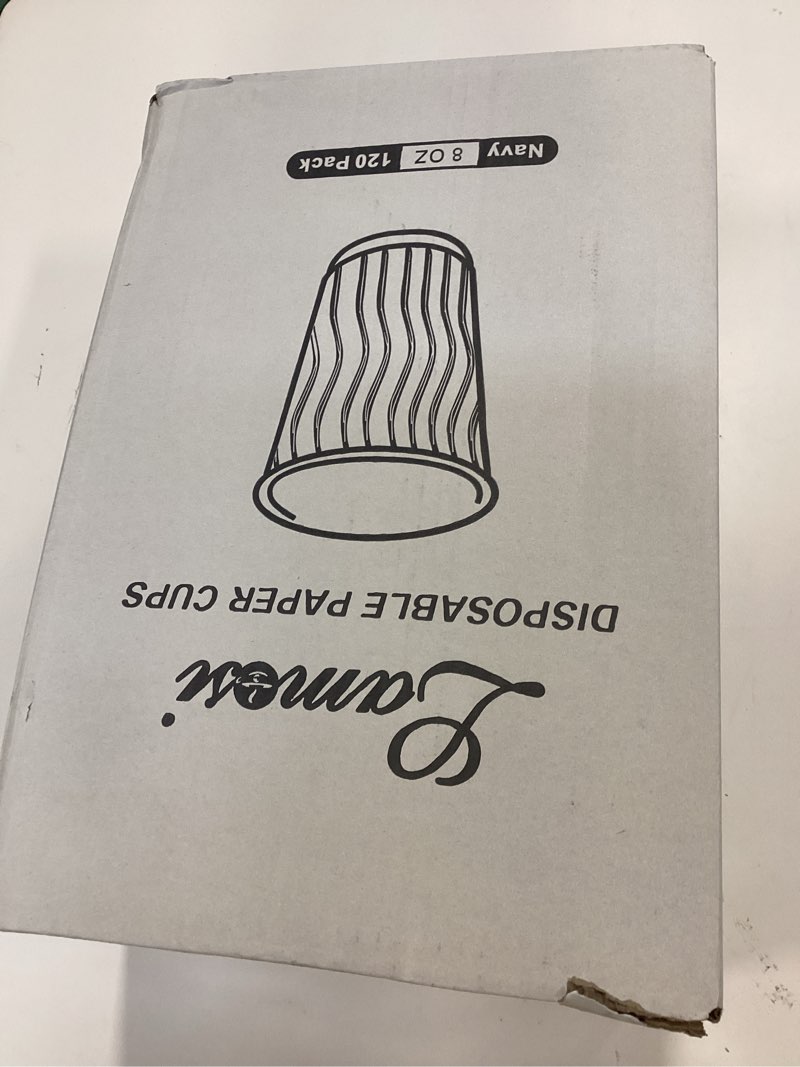 Lamosi
DISPOSABLE PAPER CUPS
Navy 8 OZ 120 Pack